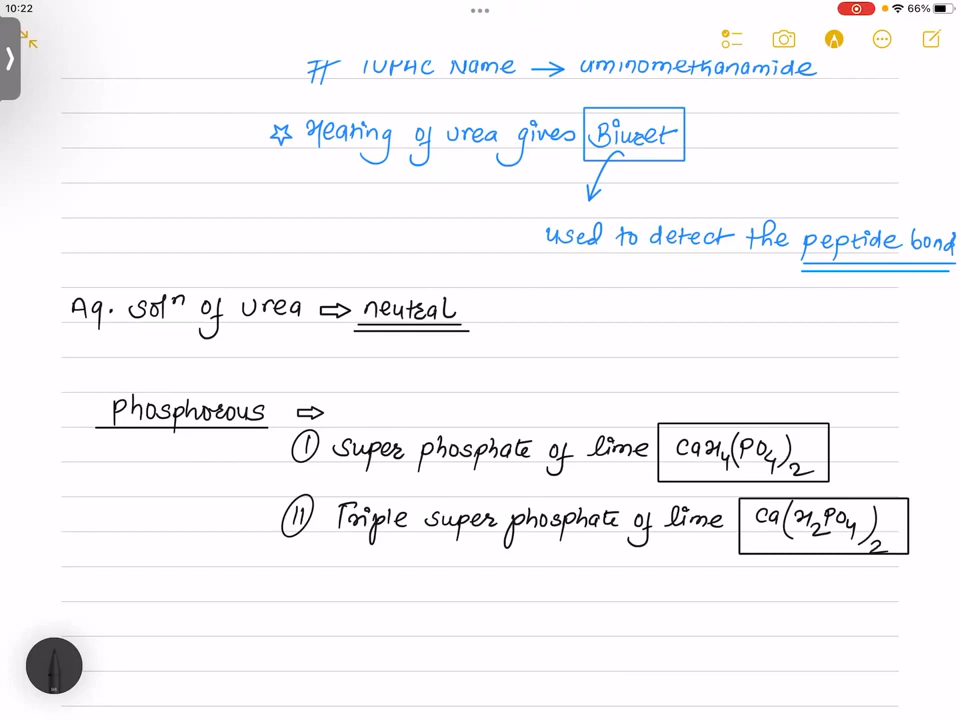 10:22
66%
# IUPAC Name → aminomethanamide
☆ Heating of urea gives Biuret
used to detect the peptide bond
Aq. solⁿ of urea ⇨ neutral
Phosphorous ⇨
(I) super phosphate of lime CaH₄(PO₄)₂
(II) Triple super phosphate of lime Ca(H₂PO₄)₂